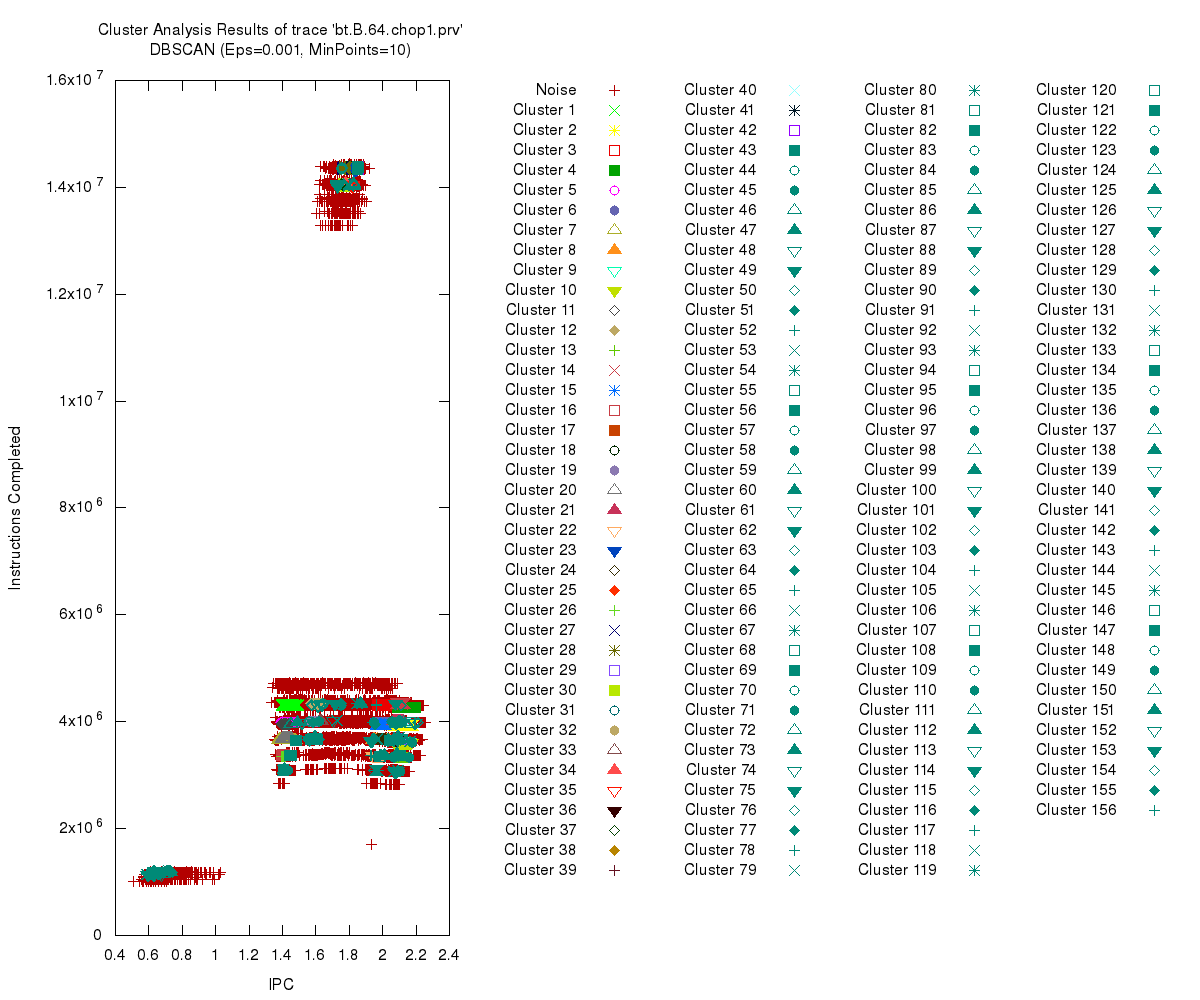 Cluster Analysis Results of trace 'bt.B.64.chop1.prv'
DBSCAN (Eps=0.001, MinPoints=10)
Instructions Completed
1.6x10 7
1.4x10 7
1.2x10 7
1x10 7
8x10 6
6x10 6
4x10 6
2x10 6
0
0.4 0.6 0.8 1 1.2 1.4 1.6 1.8 2 2.2 2.4
IPC
Noise
Cluster 1
Cluster 2
Cluster 3
Cluster 4
Cluster 5
Cluster 6
Cluster 7
Cluster 8
Cluster 9
Cluster 10
Cluster 11
Cluster 12
Cluster 13
Cluster 14
Cluster 15
Cluster 16
Cluster 17
Cluster 18
Cluster 19
Cluster 20
Cluster 21
Cluster 22
Cluster 23
Cluster 24
Cluster 25
Cluster 26
Cluster 27
Cluster 28
Cluster 29
Cluster 30
Cluster 31
Cluster 32
Cluster 33
Cluster 34
Cluster 35
Cluster 36
Cluster 37
Cluster 38
Cluster 39
Cluster 40
Cluster 41
Cluster 42
Cluster 43
Cluster 44
Cluster 45
Cluster 46
Cluster 47
Cluster 48
Cluster 49
Cluster 50
Cluster 51
Cluster 52
Cluster 53
Cluster 54
Cluster 55
Cluster 56
Cluster 57
Cluster 58
Cluster 59
Cluster 60
Cluster 61
Cluster 62
Cluster 63
Cluster 64
Cluster 65
Cluster 66
Cluster 67
Cluster 68
Cluster 69
Cluster 70
Cluster 71
Cluster 72
Cluster 73
Cluster 74
Cluster 75
Cluster 76
Cluster 77
Cluster 78
Cluster 79
Cluster 80
Cluster 81
Cluster 82
Cluster 83
Cluster 84
Cluster 85
Cluster 86
Cluster 87
Cluster 88
Cluster 89
Cluster 90
Cluster 91
Cluster 92
Cluster 93
Cluster 94
Cluster 95
Cluster 96
Cluster 97
Cluster 98
Cluster 99
Cluster 100
Cluster 101
Cluster 102
Cluster 103
Cluster 104
Cluster 105
Cluster 106
Cluster 107
Cluster 108
Cluster 109
Cluster 110
Cluster 111
Cluster 112
Cluster 113
Cluster 114
Cluster 115
Cluster 116
Cluster 117
Cluster 118
Cluster 119
Cluster 120
Cluster 121
Cluster 122
Cluster 123
Cluster 124
Cluster 125
Cluster 126
Cluster 127
Cluster 128
Cluster 129
Cluster 130
Cluster 131
Cluster 132
Cluster 133
Cluster 134
Cluster 135
Cluster 136
Cluster 137
Cluster 138
Cluster 139
Cluster 140
Cluster 141
Cluster 142
Cluster 143
Cluster 144
Cluster 145
Cluster 146
Cluster 147
Cluster 148
Cluster 149
Cluster 150
Cluster 151
Cluster 152
Cluster 153
Cluster 154
Cluster 155
Cluster 156